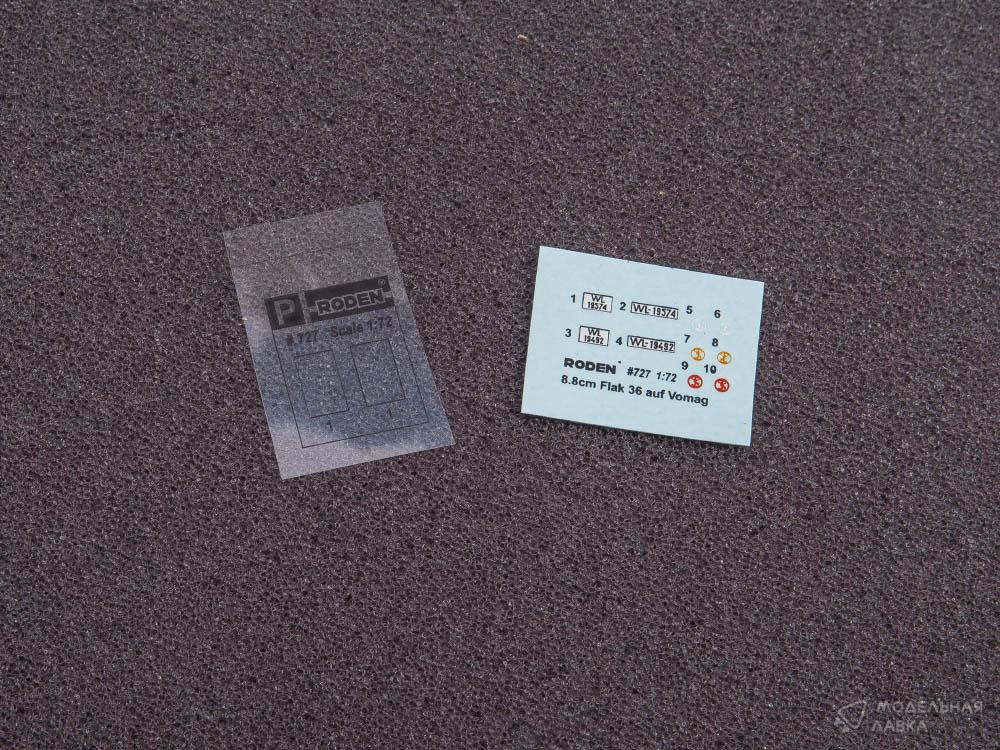 P RODEN
# 727 Scale 1:72
1 1
1 WL 19574 2 WL-19574 5 6
3 WL 19492 4 WL-19492 7 8
9 10
RODEN #727 1:72
8.8cm Flak 36 auf Vomag
МОДЕЛЬНАЯ
ЛАВКА